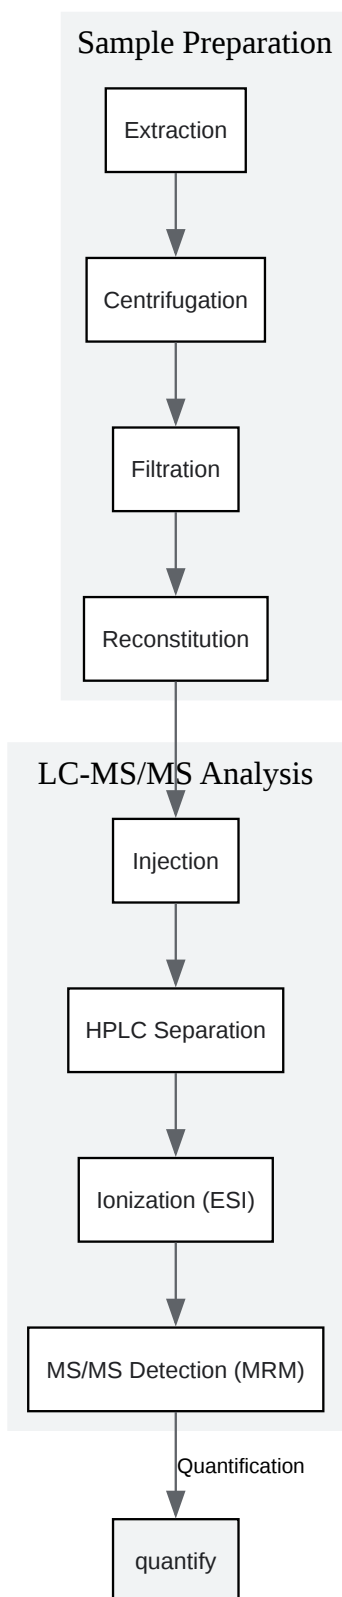 Sample Preparation
Extraction
Centrifugation
Filtration
Reconstitution
LC-MS/MS Analysis
Injection
HPLC Separation
Ionization (ESI)
MS/MS Detection (MRM)
Quantification
quantify